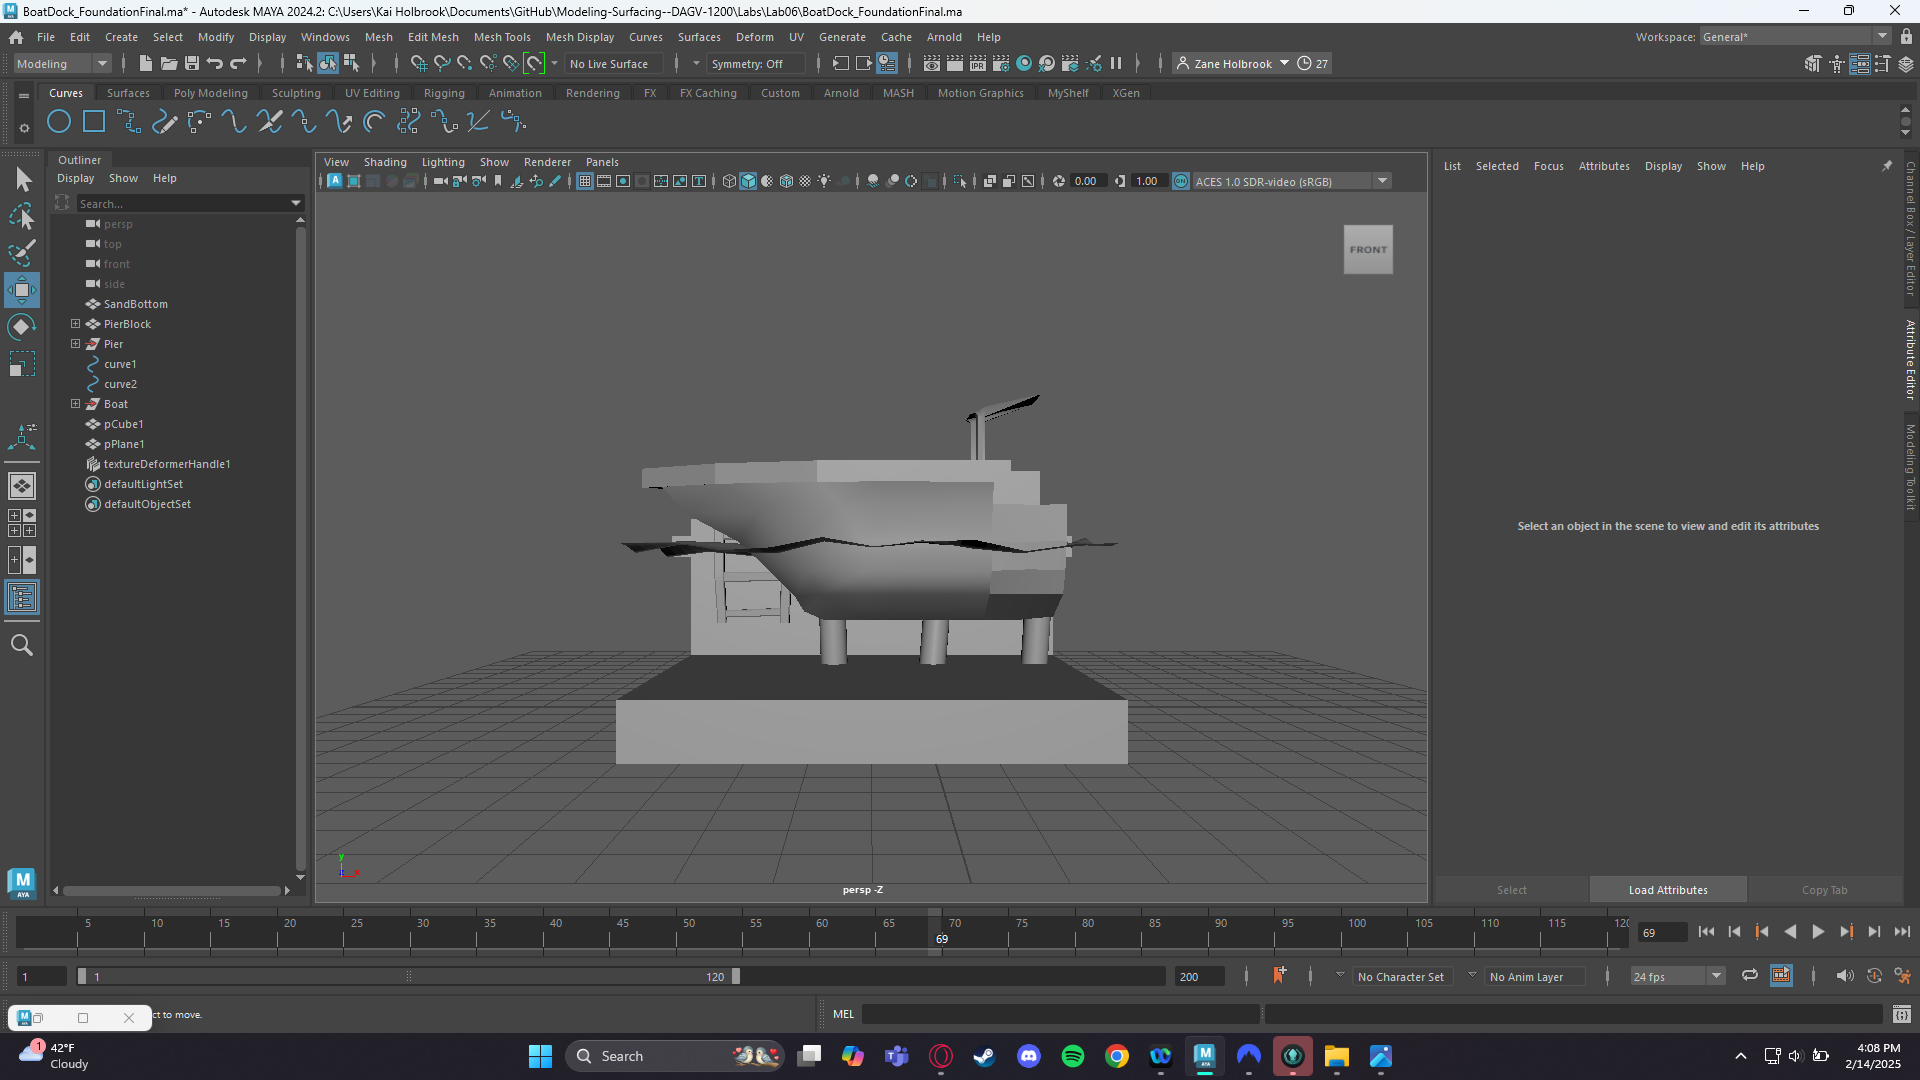 BoatDock_FoundationFinal.ma* - Autodesk MAYA 2024.2: C:\Users\Kai Holbrook\Documents\GitHub\Modeling-Surfacing--DAGV-1200\Labs\Lab06\BoatDock_FoundationFinal.ma
File Edit Create Select Modify Display Windows Mesh Edit Mesh Mesh Tools Mesh Display Curves Surfaces Deform UV Generate Cache Arnold Help
Workspace: General*
Modeling No Live Surface Symmetry: Off Zane Holbrook 27
Curves Surfaces Poly Modeling Sculpting UV Editing Rigging Animation Rendering FX FX Caching Custom Arnold MASH Motion Graphics MyShelf XGen
Outliner
Display Show Help
Search...
persp
top
front
side
SandBottom
PierBlock
Pier
curve1
curve2
Boat
pCube1
pPlane1
textureDeformerHandle1
defaultLightSet
defaultObjectSet
View Shading Lighting Show Renderer Panels
0.00 1.00 ON ACES 1.0 SDR-video (sRGB)
FRONT
y
persp -Z
List Selected Focus Attributes Display Show Help
Select an object in the scene to view and edit its attributes
Select Load Attributes Copy Tab
Channel Box / Layer Editor
Attribute Editor
Modeling Toolkit
5 10 15 20 25 30 35 40 45 50 55 60 65 70 75 80 85 90 95 100 105 110 115 120
69
69
1 1 120 200 No Character Set No Anim Layer 24 fps
ct to move.
MEL
M
AYA
1
42°F
Cloudy
Search
4:08 PM
2/14/2025